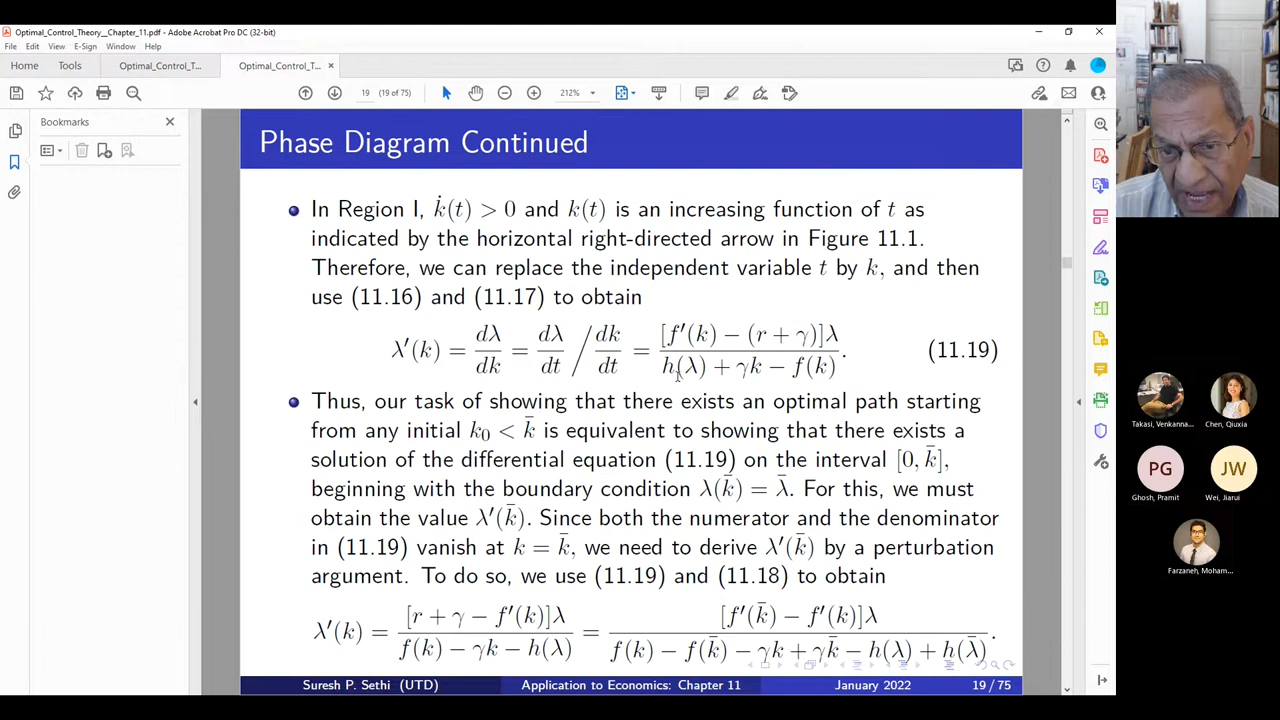 Optimal_Control_Theory__Chapter_11.pdf - Adobe Acrobat Pro DC (32-bit)
File Edit View E-Sign Window Help
Home Tools Optimal_Control_T... Optimal_Control_T... ×
19 (19 of 75) 212%
Bookmarks
Phase Diagram Continued
In Region I, k̇(t) > 0 and k(t) is an increasing function of t as
indicated by the horizontal right-directed arrow in Figure 11.1.
Therefore, we can replace the independent variable t by k, and then
use (11.16) and (11.17) to obtain
λ′(k) = dλ/dk = dλ/dt / dk/dt = [f′(k) − (r + γ)]λ / h(λ) + γk − f(k). (11.19)
Thus, our task of showing that there exists an optimal path starting
from any initial k₀ < k̄ is equivalent to showing that there exists a
solution of the differential equation (11.19) on the interval [0, k̄],
beginning with the boundary condition λ(k̄) = λ̄. For this, we must
obtain the value λ′(k̄). Since both the numerator and the denominator
in (11.19) vanish at k = k̄, we need to derive λ′(k̄) by a perturbation
argument. To do so, we use (11.19) and (11.18) to obtain
λ′(k) = [r + γ − f′(k)]λ / f(k) − γk − h(λ) = [f′(k̄) − f′(k)]λ / f(k) − f(k̄) − γk + γk̄ − h(λ) + h(λ̄).
Suresh P. Sethi (UTD) Application to Economics: Chapter 11 January 2022 19 / 75
Takasi, Venkanna... Chen, Qiuxia
PG JW
Ghosh, Pramit Wei, Jiarui
Farzaneh, Moham...